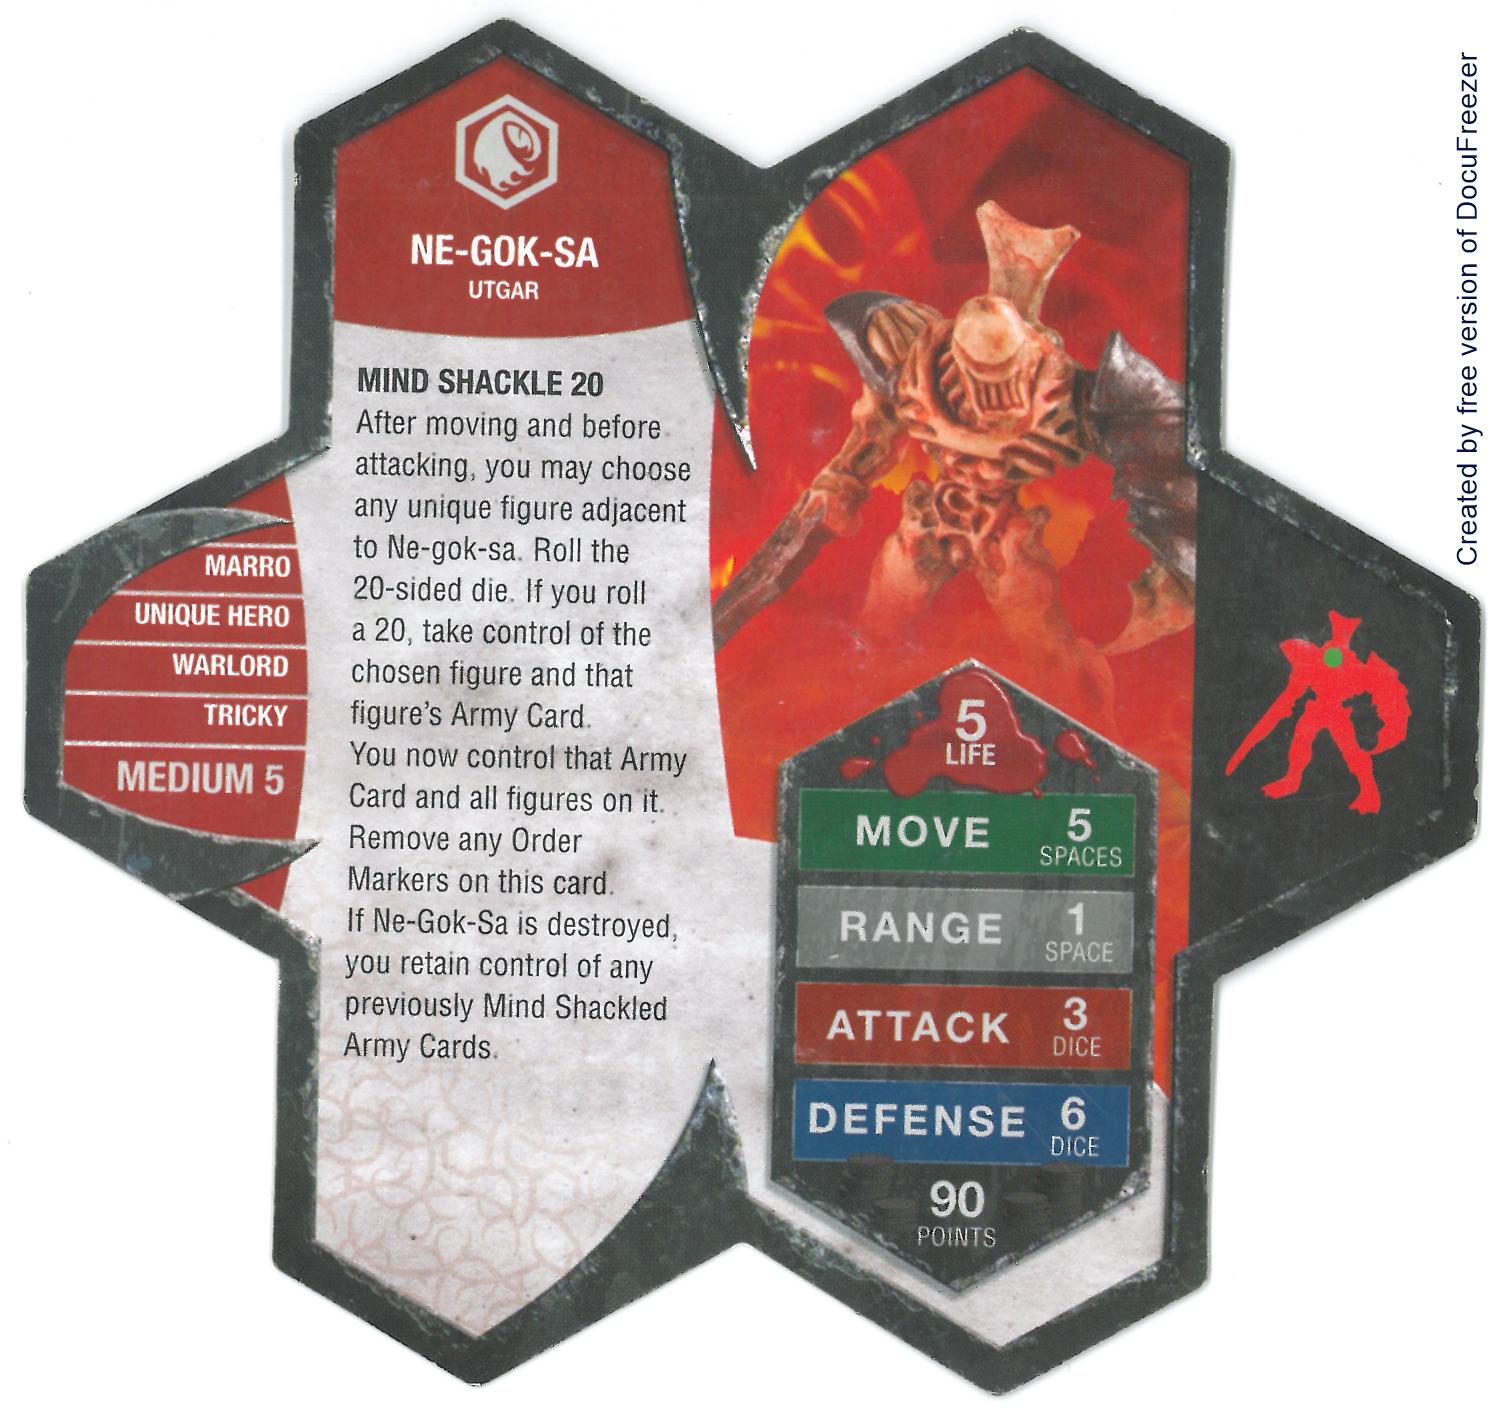 NE-GOK-SA
UTGAR
MIND SHACKLE 20
After moving and before
attacking, you may choose
any unique figure adjacent
to Ne-gok-sa. Roll the
20-sided die. If you roll
a 20, take control of the
chosen figure and that
figure's Army Card.
You now control that Army
Card and all figures on it.
Remove any Order
Markers on this card.
If Ne-Gok-Sa is destroyed,
you retain control of any
previously Mind Shackled
Army Cards.
MARRO
UNIQUE HERO
WARLORD
TRICKY
MEDIUM 5
5
LIFE
MOVE 5
SPACES
RANGE 1
SPACE
ATTACK 3
DICE
DEFENSE 6
DICE
90
POINTS
Created by free version of DocuFreezer